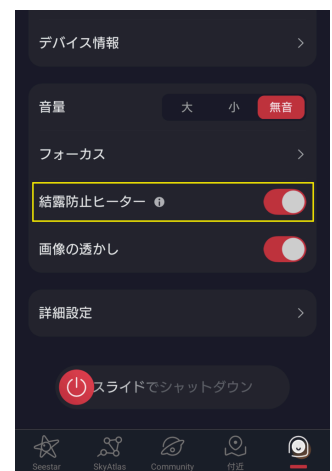 デバイス情報
音量 大 小 無音
フォーカス
結露防止ヒーター
画像の透かし
詳細設定
スライドでシャットダウン
Seestar SkyAtlas Community 付近